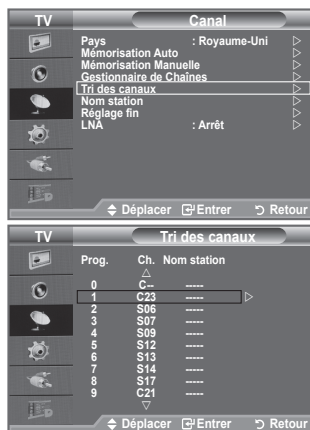 TV Canal
Pays : Royaume-Uni
Mémorisation Auto
Mémorisation Manuelle
Gestionnaire de Chaînes
Tri des canaux
Nom station
Réglage fin
LNA : Arrêt
Déplacer Entrer Retour
TV Tri des canaux
Prog. Ch. Nom station
0 C-- -----
1 C23 -----
2 S06 -----
3 S07 -----
4 S09 -----
5 S12 -----
6 S13 -----
7 S14 -----
8 S17 -----
9 C21 -----
Déplacer Entrer Retour